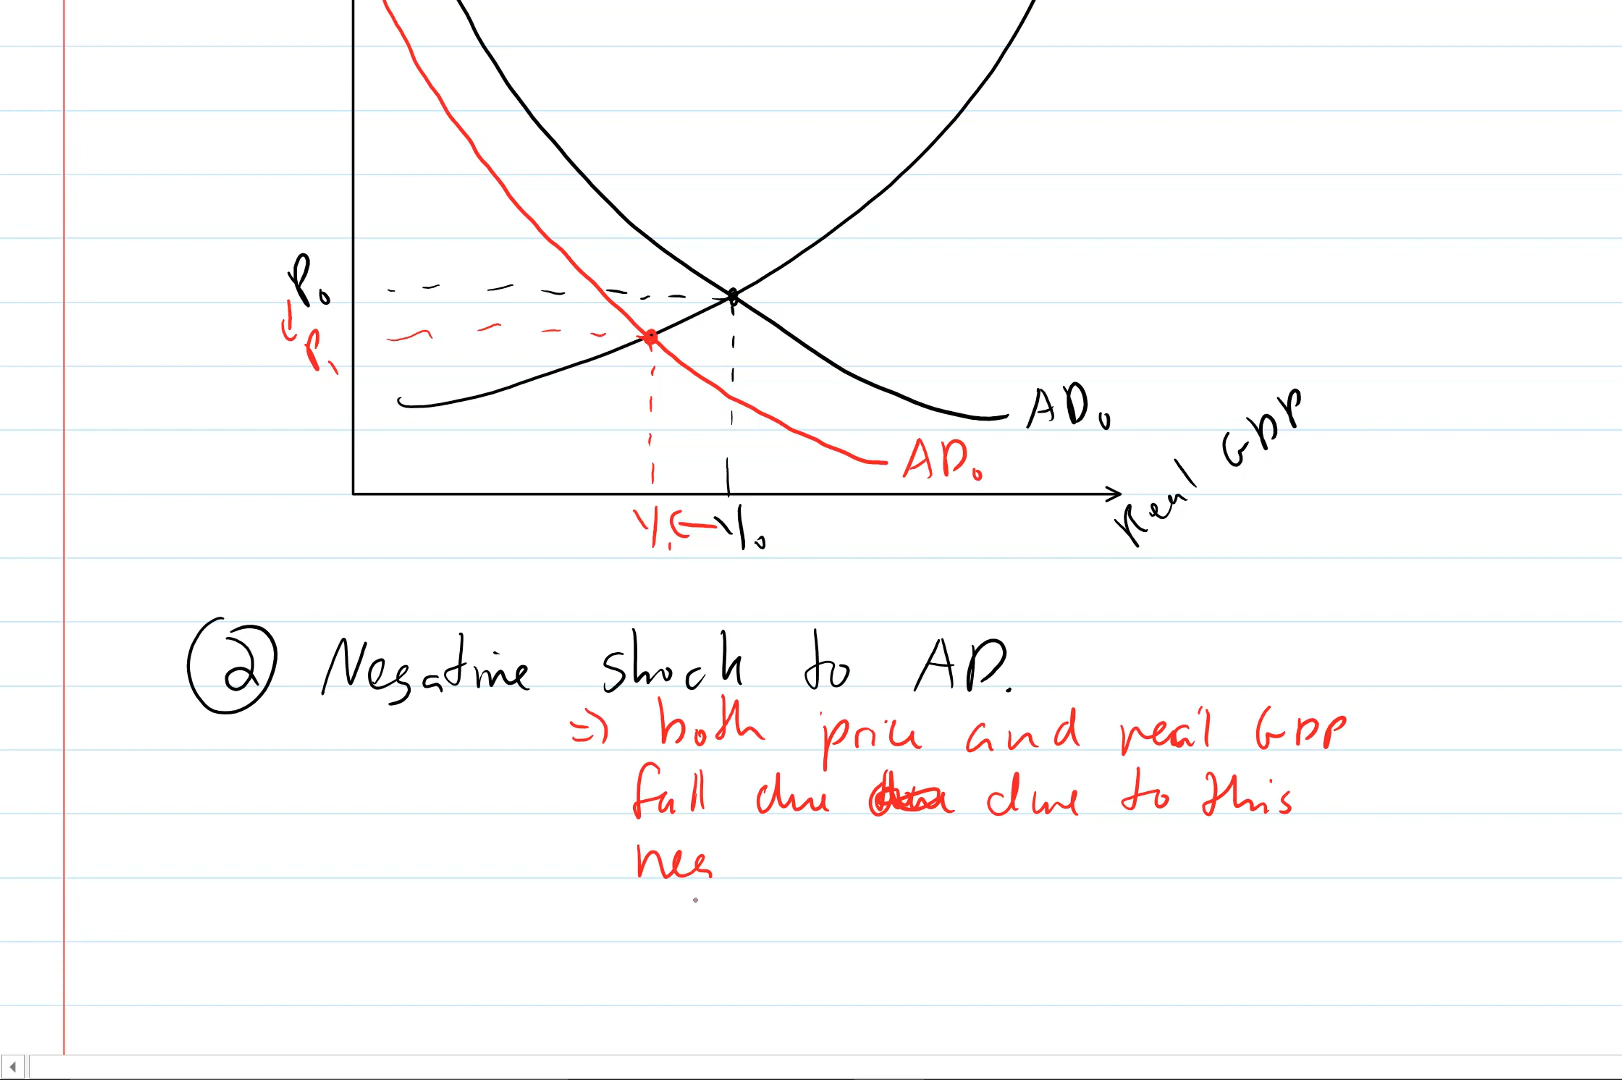 P₀
P₁
AD₀
AD₀
Real GDP
Y₁ ← Y₀
② Negative shock to AD.
⇒ both price and real GDP
fall due due to this
neg